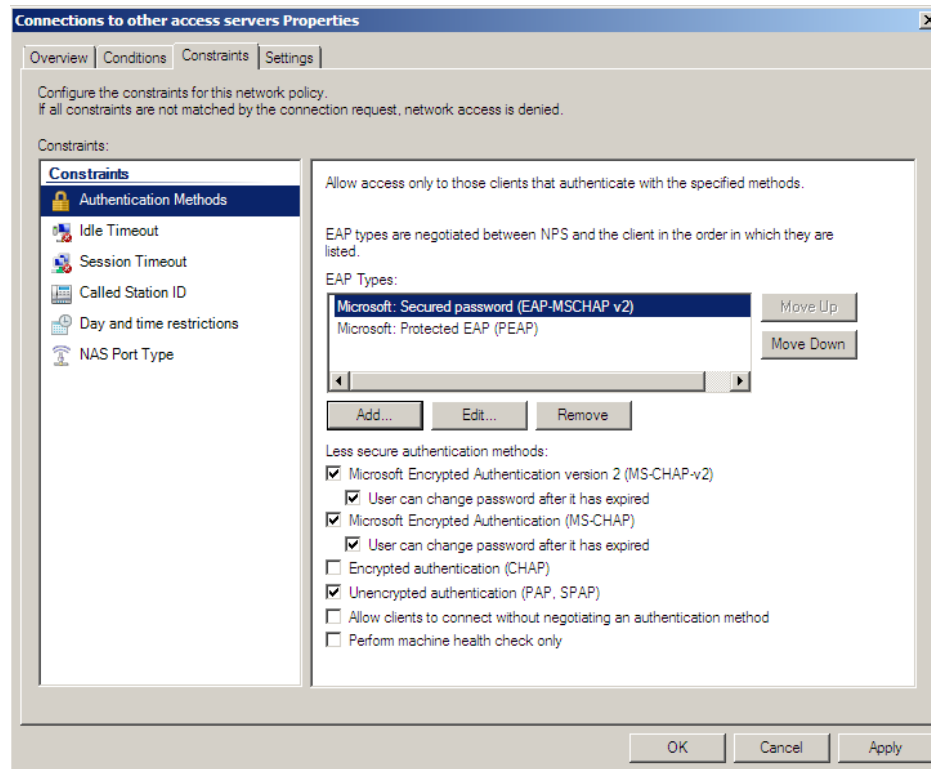 Connections to other access servers Properties
Overview Conditions Constraints Settings
Configure the constraints for this network policy.
If all constraints are not matched by the connection request, network access is denied.
Constraints:
Constraints
Authentication Methods
Idle Timeout
Session Timeout
Called Station ID
Day and time restrictions
NAS Port Type
Allow access only to those clients that authenticate with the specified methods.
EAP types are negotiated between NPS and the client in the order in which they are
listed.
EAP Types:
Microsoft: Secured password (EAP-MSCHAP v2)
Microsoft: Protected EAP (PEAP)
Move Up
Move Down
Add... Edit... Remove
Less secure authentication methods:
Microsoft Encrypted Authentication version 2 (MS-CHAP-v2)
User can change password after it has expired
Microsoft Encrypted Authentication (MS-CHAP)
User can change password after it has expired
Encrypted authentication (CHAP)
Unencrypted authentication (PAP, SPAP)
Allow clients to connect without negotiating an authentication method
Perform machine health check only
OK Cancel Apply